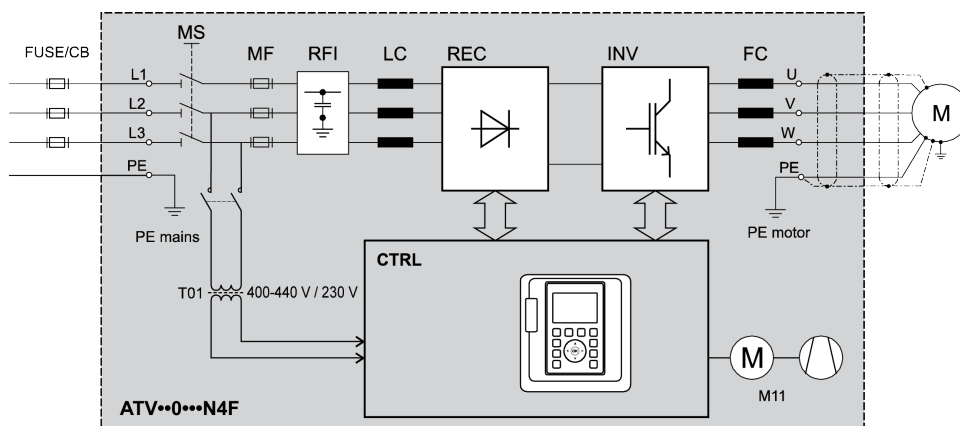 MS
FUSE/CB
MF
RFI
LC
REC
INV
FC
L1
U
L2
V
M
L3
W
PE
PE
PE mains
PE motor
CTRL
T01
400-440 V / 230 V
M
M11
ATV••0•••N4F